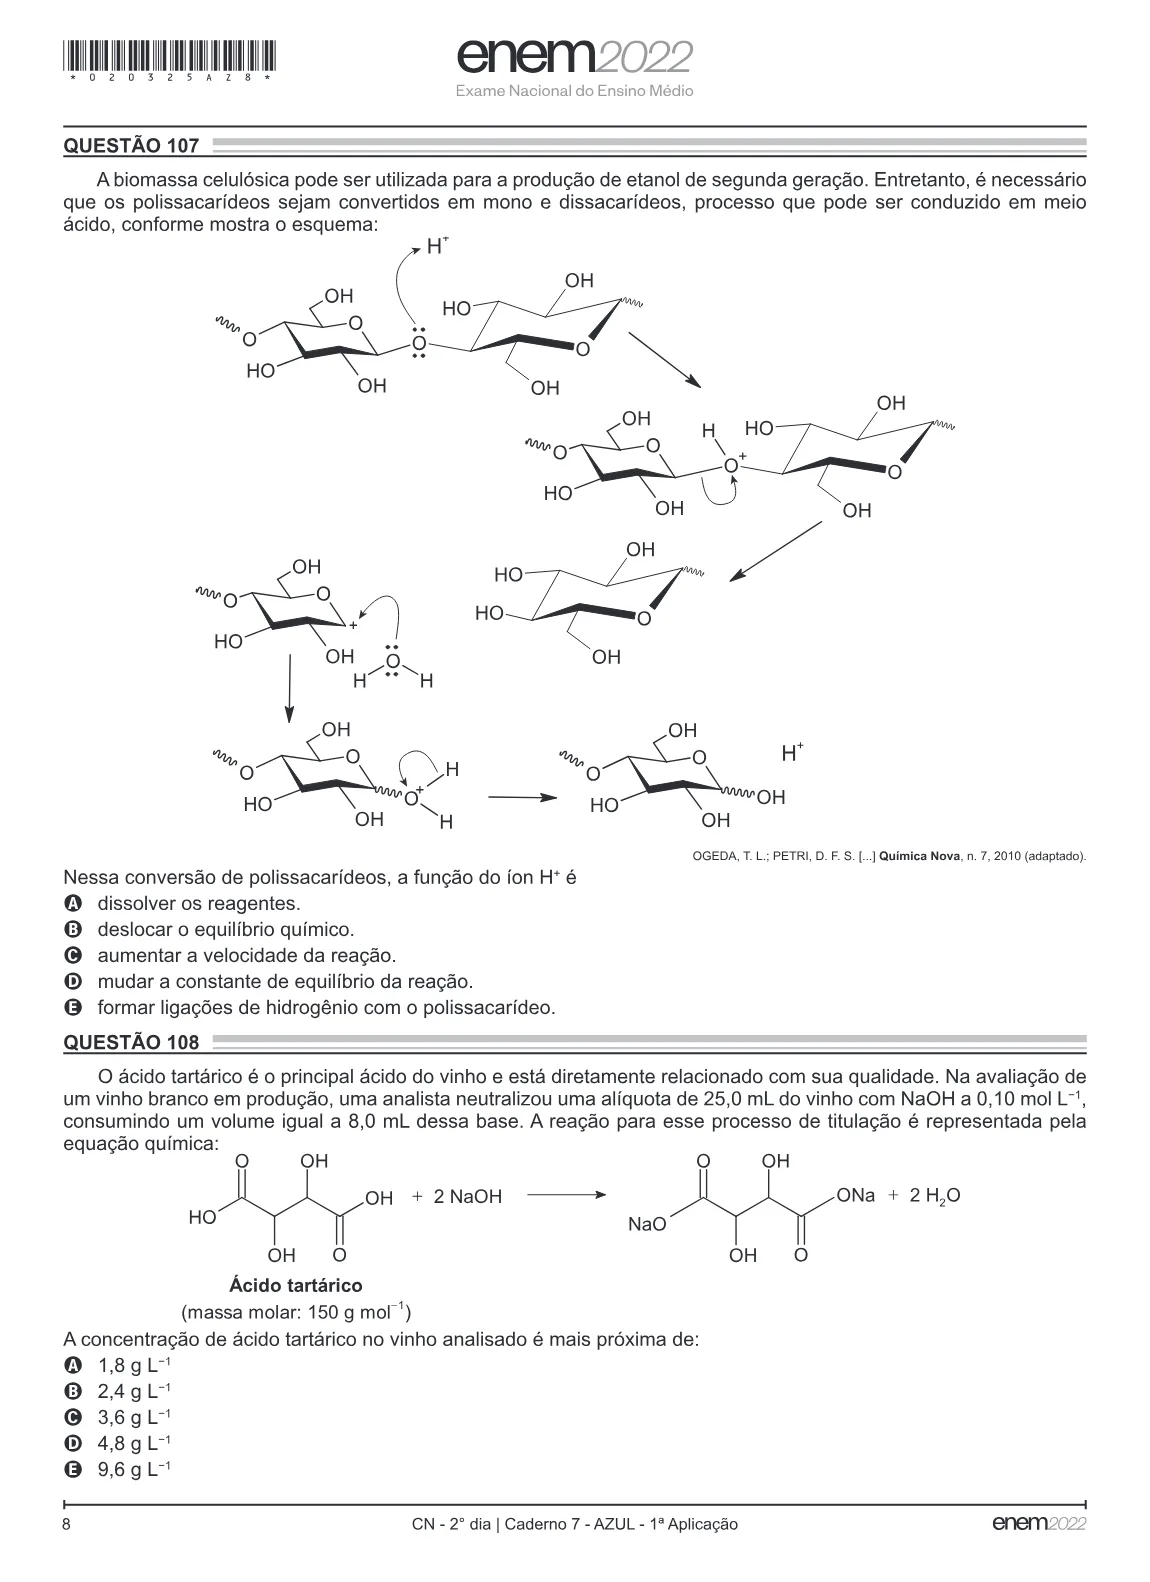 *020325AZ8*
enem2022
Exame Nacional do Ensino Médio
QUESTÃO 107
A biomassa celulósica pode ser utilizada para a produção de etanol de segunda geração. Entretanto, é necessário
que os polissacarídeos sejam convertidos em mono e dissacarídeos, processo que pode ser conduzido em meio
ácido, conforme mostra o esquema:
H⁺
OH
OH
HO
O
O
O
O
HO
OH
OH
OH
OH
H
HO
O
O
O⁺
O
HO
OH
OH
OH
OH
HO
O
O
+
HO
O
HO
OH
O
OH
H
H
OH
OH
O
H
H⁺
O
O⁺
HO
OH
H
OH
O
O
OH
HO
OH
OGEDA, T. L.; PETRI, D. F. S. [...] Química Nova, n. 7, 2010 (adaptado).
Nessa conversão de polissacarídeos, a função do íon H⁺ é
A dissolver os reagentes.
B deslocar o equilíbrio químico.
C aumentar a velocidade da reação.
D mudar a constante de equilíbrio da reação.
E formar ligações de hidrogênio com o polissacarídeo.
QUESTÃO 108
O ácido tartárico é o principal ácido do vinho e está diretamente relacionado com sua qualidade. Na avaliação de
um vinho branco em produção, uma analista neutralizou uma alíquota de 25,0 mL do vinho com NaOH a 0,10 mol L⁻¹,
consumindo um volume igual a 8,0 mL dessa base. A reação para esse processo de titulação é representada pela
equação química:
O OH O OH
HO OH + 2 NaOH NaO ONa + 2 H₂O
OH O OH O
Ácido tartárico
(massa molar: 150 g mol⁻¹)
A concentração de ácido tartárico no vinho analisado é mais próxima de:
A 1,8 g L⁻¹
B 2,4 g L⁻¹
C 3,6 g L⁻¹
D 4,8 g L⁻¹
E 9,6 g L⁻¹
8 CN - 2° dia | Caderno 7 - AZUL - 1ª Aplicação enem2022